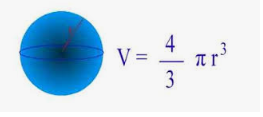 V = 4/3 π r³